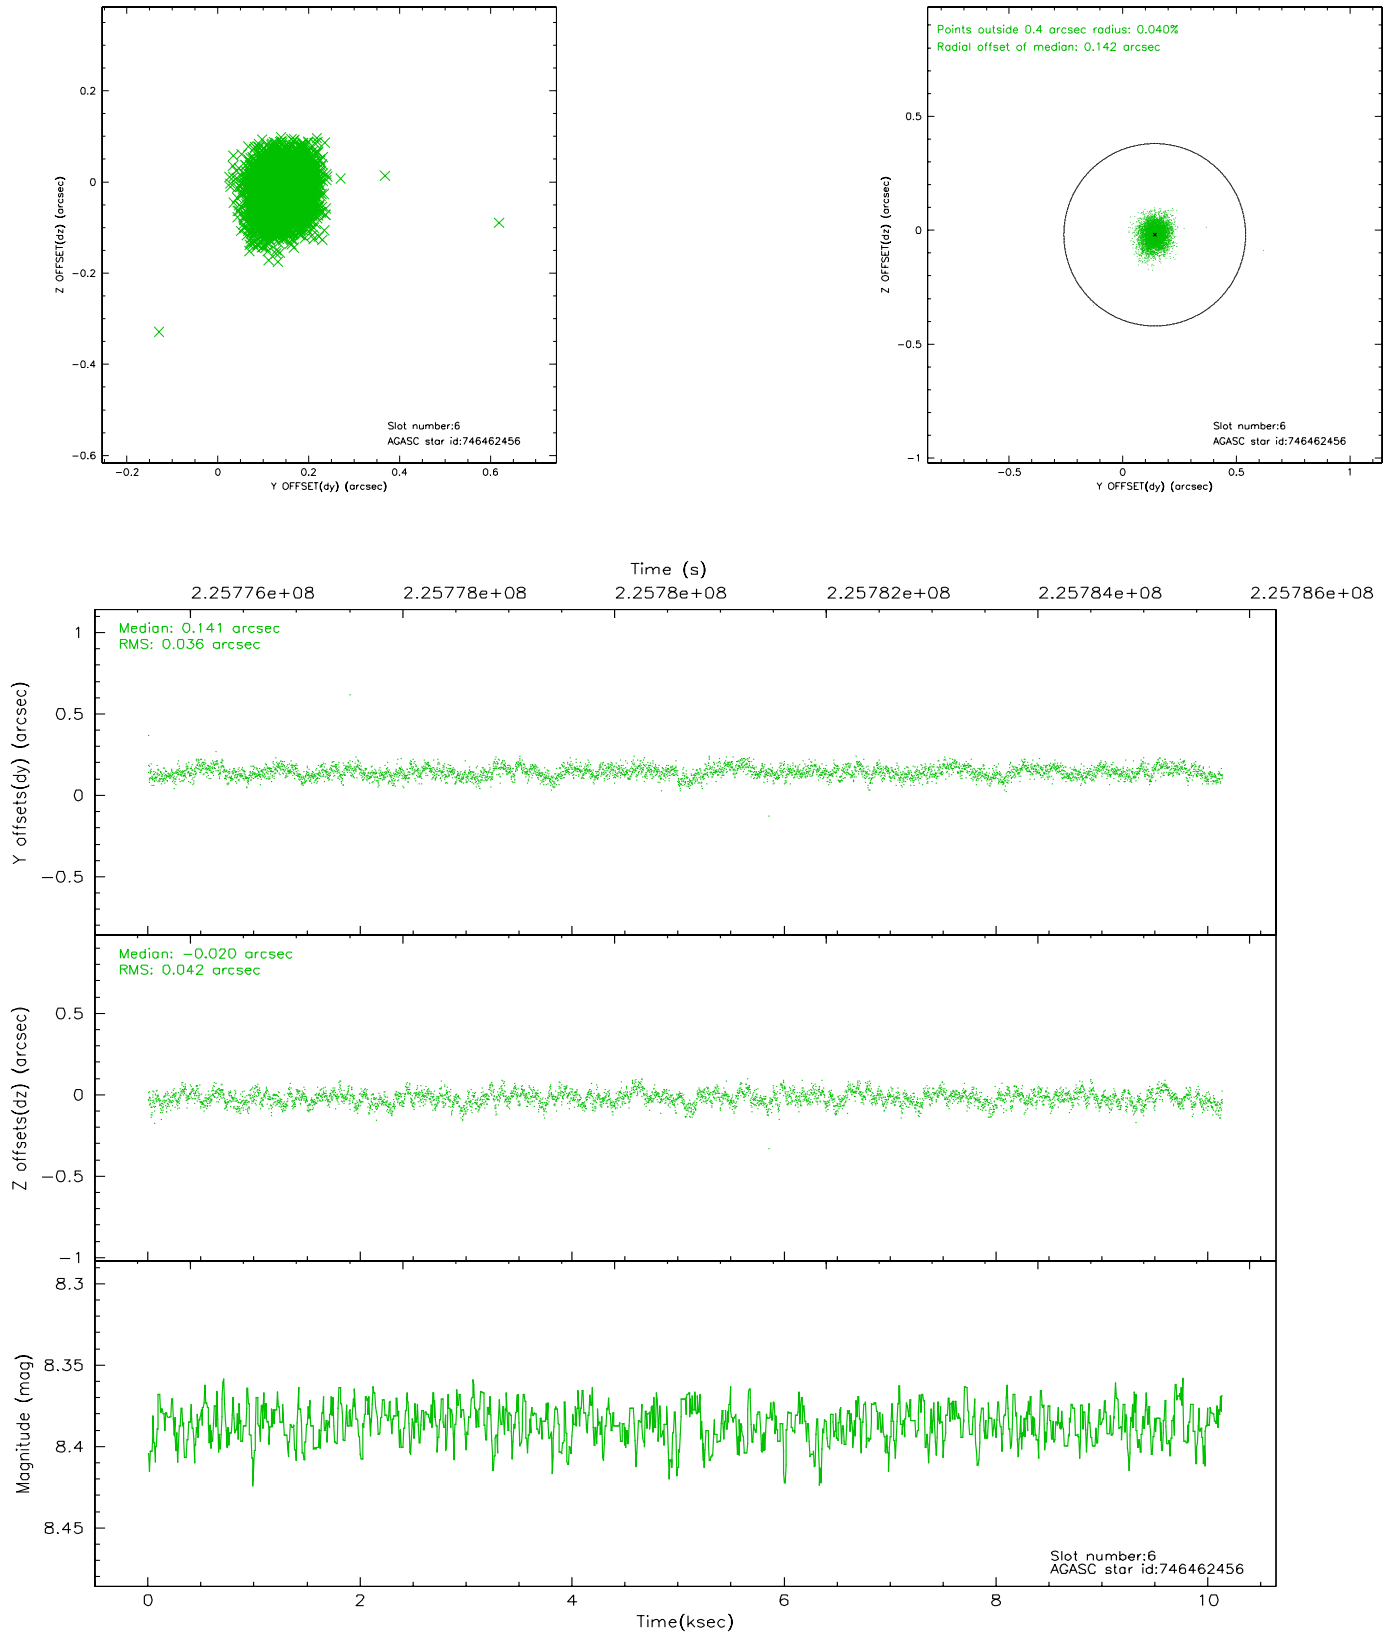 0.2
0
−0.2
−0.4
−0.6
Z OFFSET(dz) (arcsec)
Slot number:6
AGASC star id:746462456
−0.2
0
0.2
0.4
0.6
Y OFFSET(dy) (arcsec)
Points outside 0.4 arcsec radius: 0.040%
Radial offset of median: 0.142 arcsec
0.5
0
−0.5
−1
Z OFFSET(dz) (arcsec)
Slot number:6
AGASC star id:746462456
−0.5
0
0.5
1
Y OFFSET(dy) (arcsec)
Time (s)
2.25776e+08
2.25778e+08
2.2578e+08
2.25782e+08
2.25784e+08
2.25786e+08
Median: 0.141 arcsec
RMS: 0.036 arcsec
1
0.5
0
−0.5
Y offsets(dy) (arcsec)
Median: −0.020 arcsec
RMS: 0.042 arcsec
0.5
0
−0.5
−1
Z offsets(dz) (arcsec)
8.3
8.35
8.4
8.45
Magnitude (mag)
Slot number:6
AGASC star id:746462456
0
2
4
6
8
10
Time(ksec)